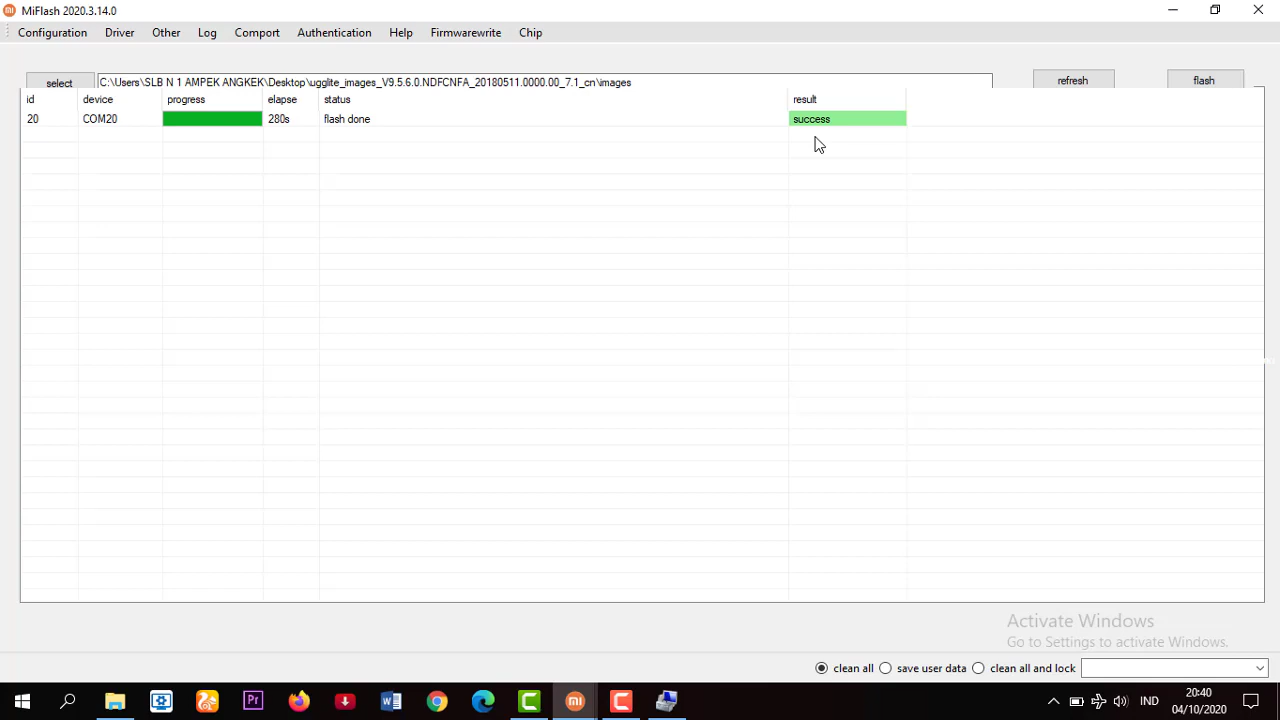 MiFlash 2020.3.14.0
Configuration Driver Other Log Comport Authentication Help Firmwarewrite Chip
select C:\Users\SLB N 1 AMPEK ANGKEK\Desktop\ugglite_images_V9.5.6.0.NDFCNFA_20180511.0000.00_7.1_cn\images refresh flash
id device progress elapse status result
20 COM20 280s flash done success
Activate Windows
Go to Settings to activate Windows.
clean all save user data clean all and lock
IND 20:40
04/10/2020